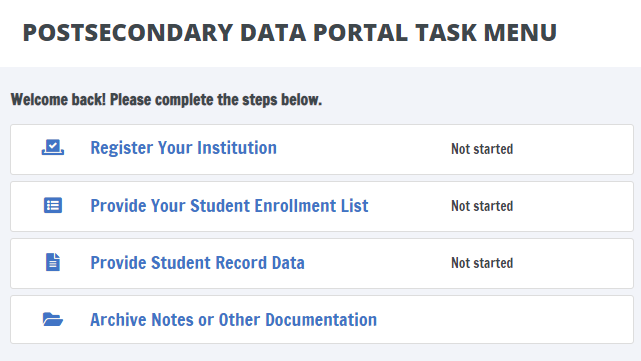 POSTSECONDARY DATA PORTAL TASK MENU
Welcome back! Please complete the steps below.
Register Your Institution Not started
Provide Your Student Enrollment List Not started
Provide Student Record Data Not started
Archive Notes or Other Documentation